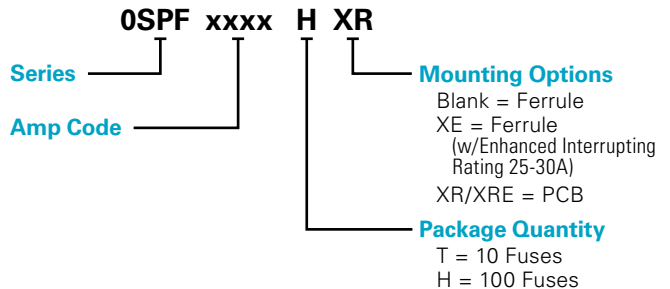 0SPF xxxx H XR
Series
Amp Code
Mounting Options
Blank = Ferrule
XE = Ferrule
(w/Enhanced Interrupting
Rating 25-30A)
XR/XRE = PCB
Package Quantity
T = 10 Fuses
H = 100 Fuses